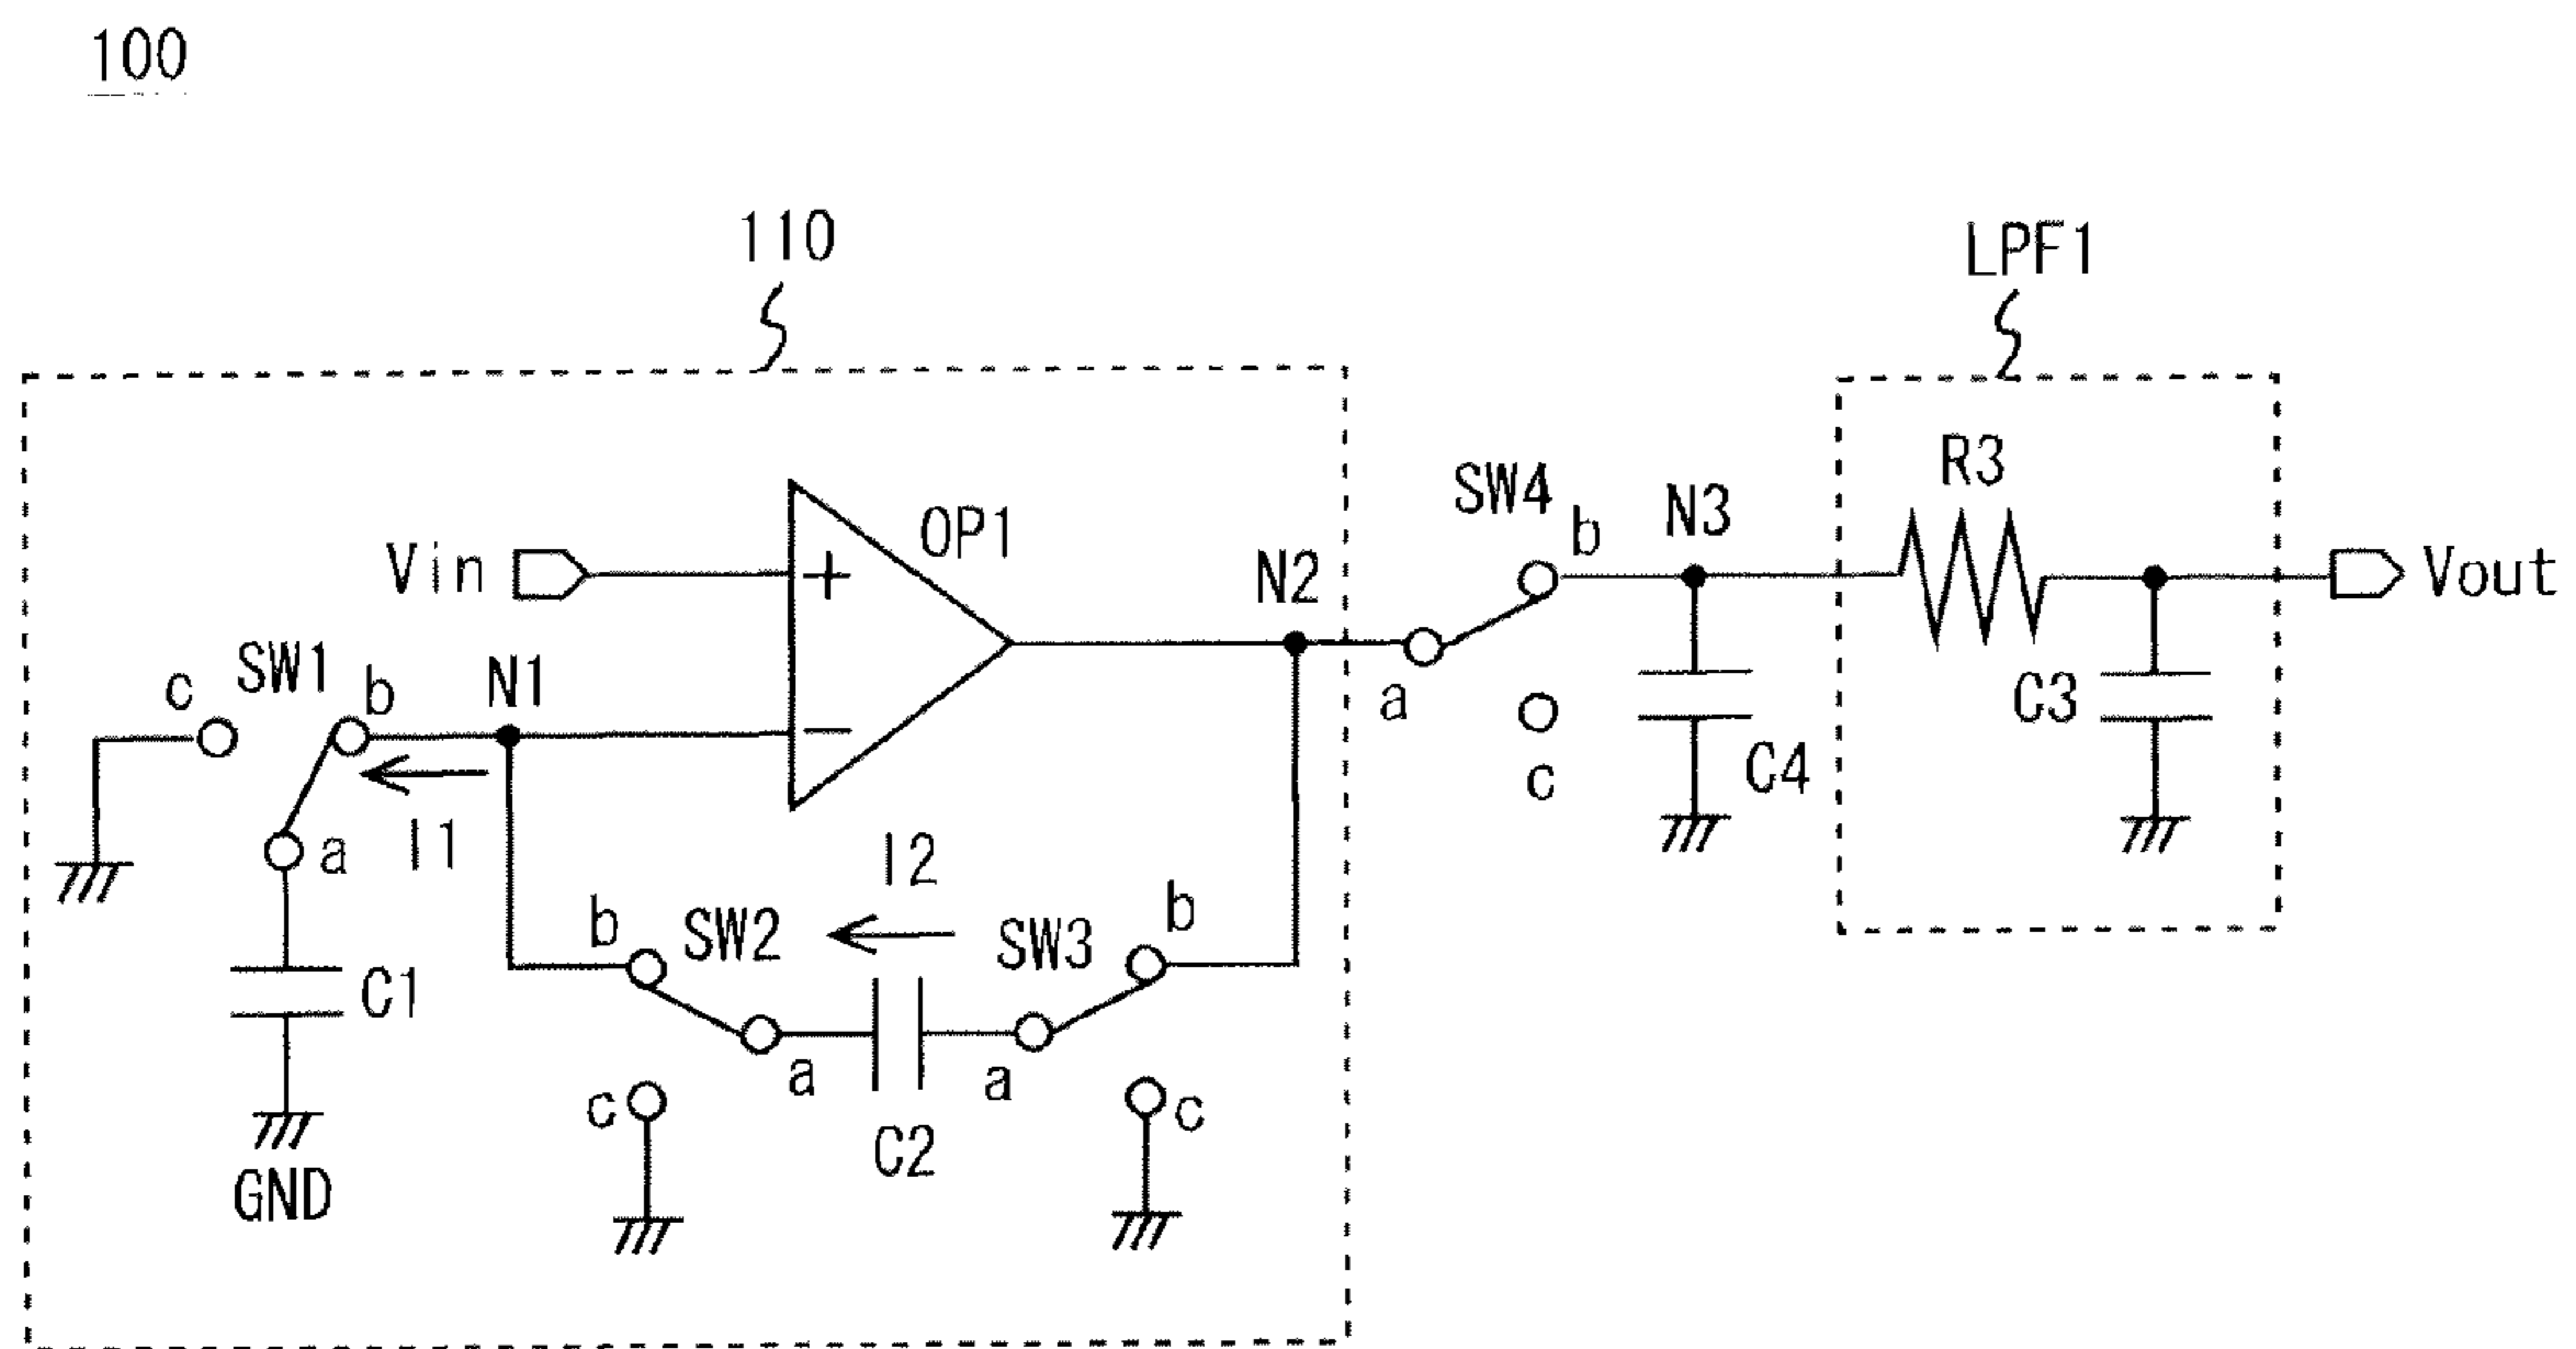 100
110
LPF1
Vin
+
OP1
N2
SW4
b
N3
R3
Vout
c
SW1
b
N1
−
a
c
C4
C3
a
I1
I2
C1
b
SW2
SW3
b
a
a
c
C2
c
GND